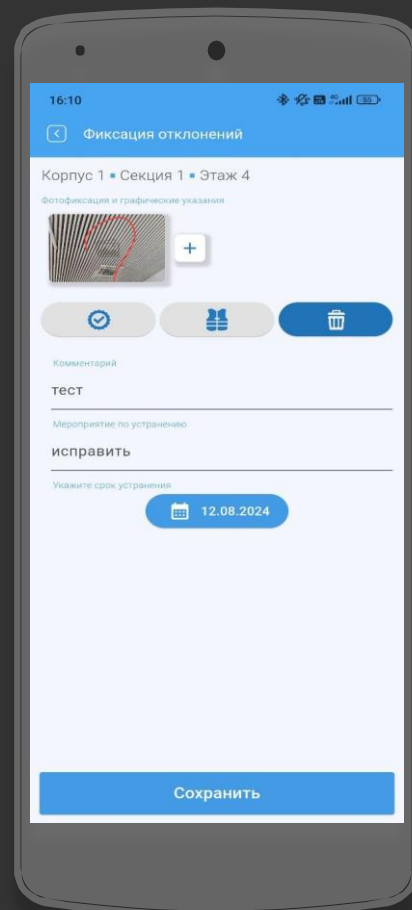 16:10
Фиксация отклонений
Корпус 1 • Секция 1 • Этаж 4
Фотофиксация и графические указания
+
Комментарий
тест
Мероприятие по устранению
исправить
Укажите срок устранения
12.08.2024
Сохранить